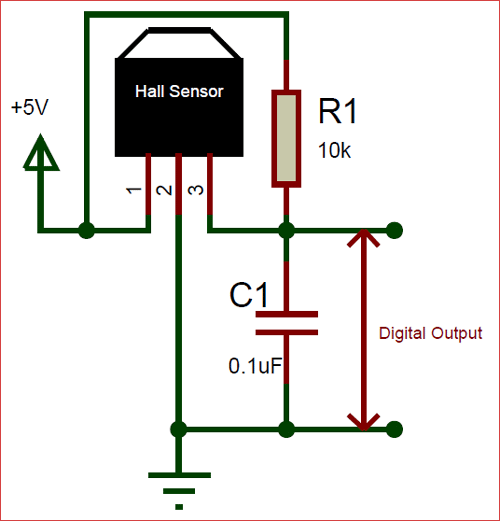 Hall Sensor
+5V
R1
10k
1
2
3
C1
0.1uF
Digital Output